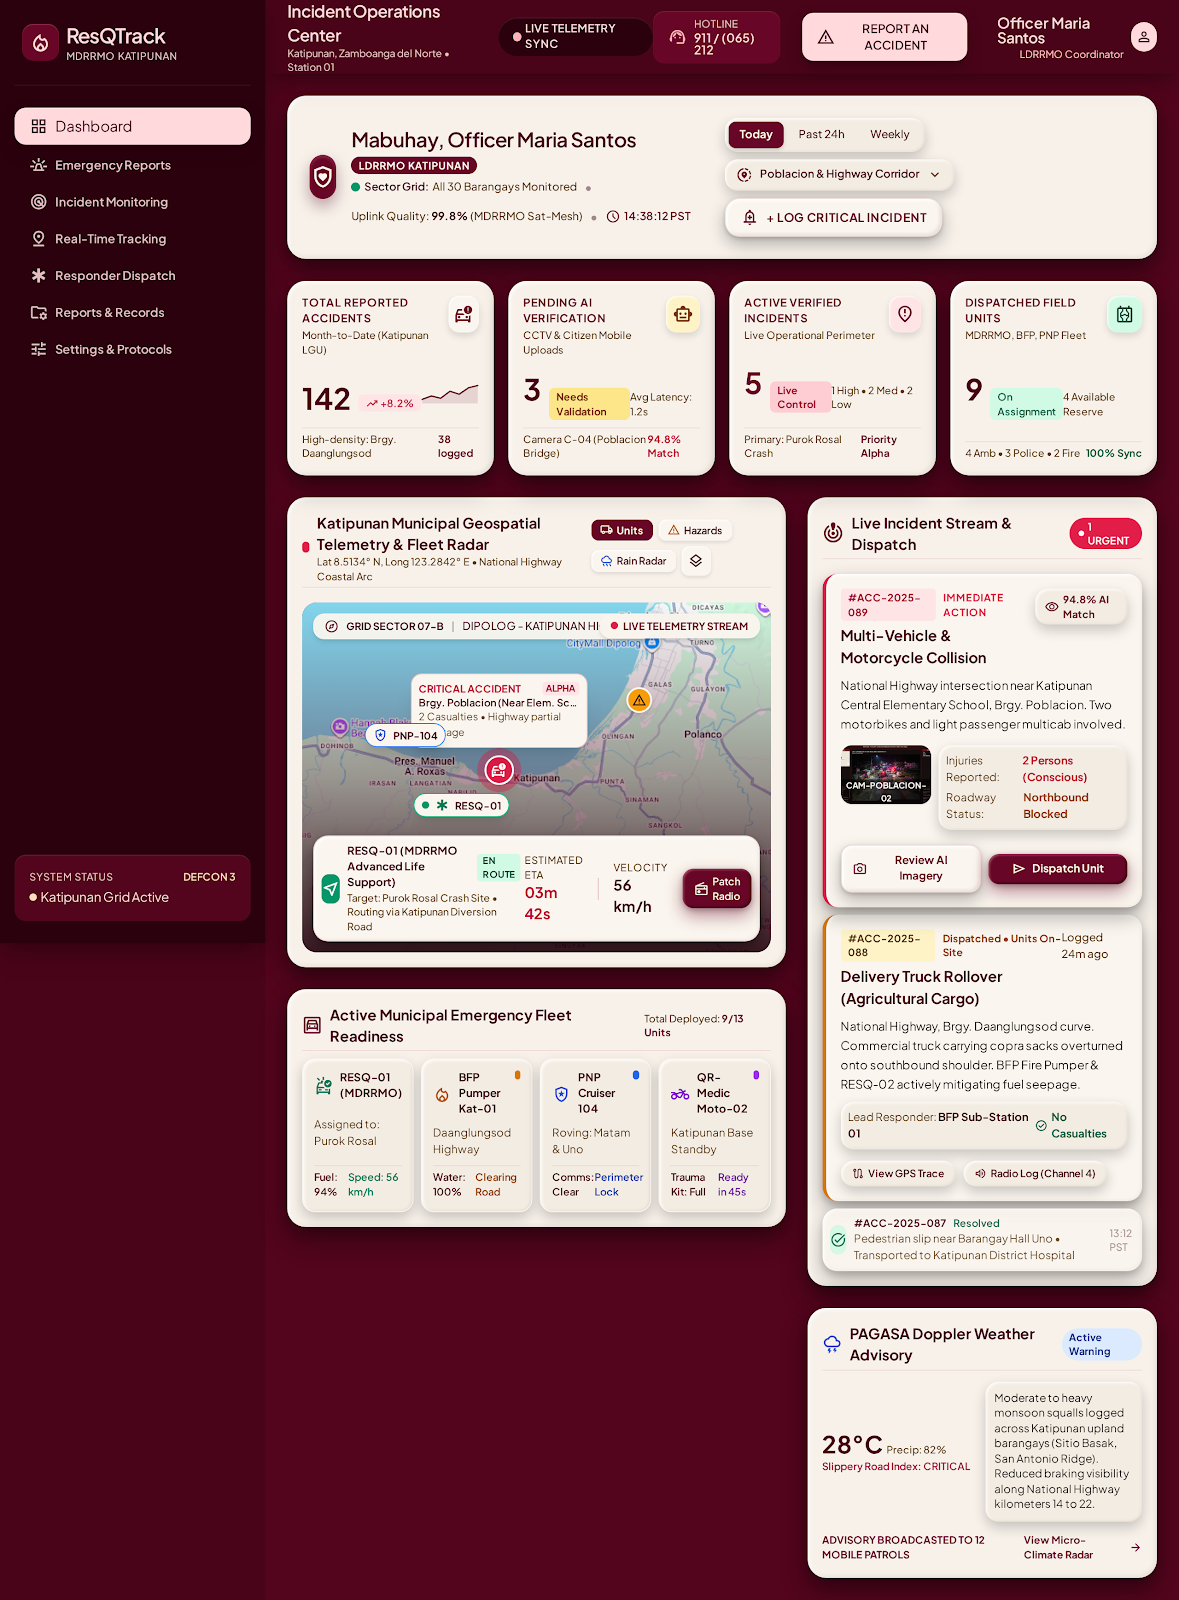 ResQTrack
MDRRMO KATIPUNAN
Dashboard
Emergency Reports
Incident Monitoring
Real-Time Tracking
Responder Dispatch
Reports & Records
Settings & Protocols
SYSTEM STATUS
DEFCON 3
Katipunan Grid Active
Incident Operations
Center
Katipunan, Zamboanga del Norte •
Station 01
LIVE TELEMETRY
SYNC
HOTLINE
911 / (065)
212
REPORT AN
ACCIDENT
Officer Maria
Santos
LDRRMO Coordinator
Mabuhay, Officer Maria Santos
LDRRMO KATIPUNAN
Sector Grid: All 30 Barangays Monitored
Uplink Quality: 99.8% (MDRRMO Sat-Mesh)
14:38:12 PST
Today
Past 24h
Weekly
Poblacion & Highway Corridor
+ LOG CRITICAL INCIDENT
TOTAL REPORTED
ACCIDENTS
Month-to-Date (Katipunan
LGU)
142
+8.2%
High-density: Brgy.
Daanglungsod
38
logged
PENDING AI
VERIFICATION
CCTV & Citizen Mobile
Uploads
3
Needs
Validation
Avg Latency:
1.2s
Camera C-04 (Poblacion
Bridge)
94.8%
Match
ACTIVE VERIFIED
INCIDENTS
Live Operational Perimeter
5
Live
Control
1 High • 2 Med • 2
Low
Primary: Purok Rosal
Crash
Priority
Alpha
DISPATCHED FIELD
UNITS
MDRRMO, BFP, PNP Fleet
9
On
Assignment
4 Available
Reserve
4 Amb • 3 Police • 2 Fire
100% Sync
Katipunan Municipal Geospatial
Telemetry & Fleet Radar
Lat 8.5134° N, Long 123.2842° E • National Highway
Coastal Arc
Units
Hazards
Rain Radar
DICAYAS
GRID SECTOR 07-B | DIPOLOG - KATIPUNAN HI
LIVE TELEMETRY STREAM
CityMall Dipolog
TURNO
GALAS
GULAYON
CRITICAL ACCIDENT
ALPHA
Brgy. Poblacion (Near Elem. Sc...
2 Casualties • Highway partial
age
PNP-104
DOHINOB
OLINGAN
Polanco
Pres. Manuel
A. Roxas
Katipunan
IRASAN
LANGATIAN
PUNTA
SINAMAN
RESQ-01
SANGKOL
RESQ-01 (MDRRMO
Advanced Life
Support)
EN
ROUTE
Target: Purok Rosal Crash Site •
Routing via Katipunan Diversion
Road
ESTIMATED
ETA
03m
42s
VELOCITY
56
km/h
Patch
Radio
Active Municipal Emergency Fleet
Readiness
Total Deployed: 9/13
Units
RESQ-01
(MDRRMO)
Assigned to:
Purok Rosal
Fuel:
94%
Speed: 56
km/h
BFP
Pumper
Kat-01
Daanglungsod
Highway
Water:
100%
Clearing
Road
PNP
Cruiser
104
Roving: Matam
& Uno
Comms:
Clear
Perimeter
Lock
QR-
Medic
Moto-02
Katipunan Base
Standby
Trauma
Kit: Full
Ready
in 45s
Live Incident Stream &
Dispatch
1
URGENT
#ACC-2025-
089
IMMEDIATE
ACTION
94.8% AI
Match
Multi-Vehicle &
Motorcycle Collision
National Highway intersection near Katipunan
Central Elementary School, Brgy. Poblacion. Two
motorbikes and light passenger multicab involved.
CAM-POBLACION-
02
Injuries
Reported:
2 Persons
(Conscious)
Roadway
Status:
Northbound
Blocked
Review AI
Imagery
Dispatch Unit
#ACC-2025-
088
Dispatched • Units On-
Site
Logged
24m ago
Delivery Truck Rollover
(Agricultural Cargo)
National Highway, Brgy. Daanglungsod curve.
Commercial truck carrying copra sacks overturned
onto southbound shoulder. BFP Fire Pumper &
RESQ-02 actively mitigating fuel seepage.
Lead Responder: BFP Sub-Station
01
No
Casualties
View GPS Trace
Radio Log (Channel 4)
#ACC-2025-087 Resolved
Pedestrian slip near Barangay Hall Uno •
Transported to Katipunan District Hospital
13:12
PST
PAGASA Doppler Weather
Advisory
Active
Warning
28°C Precip: 82%
Slippery Road Index: CRITICAL
Moderate to heavy
monsoon squalls logged
across Katipunan upland
barangays (Sitio Basak,
San Antonio Ridge).
Reduced braking visibility
along National Highway
kilometers 14 to 22.
ADVISORY BROADCASTED TO 12
MOBILE PATROLS
View Micro-
Climate Radar